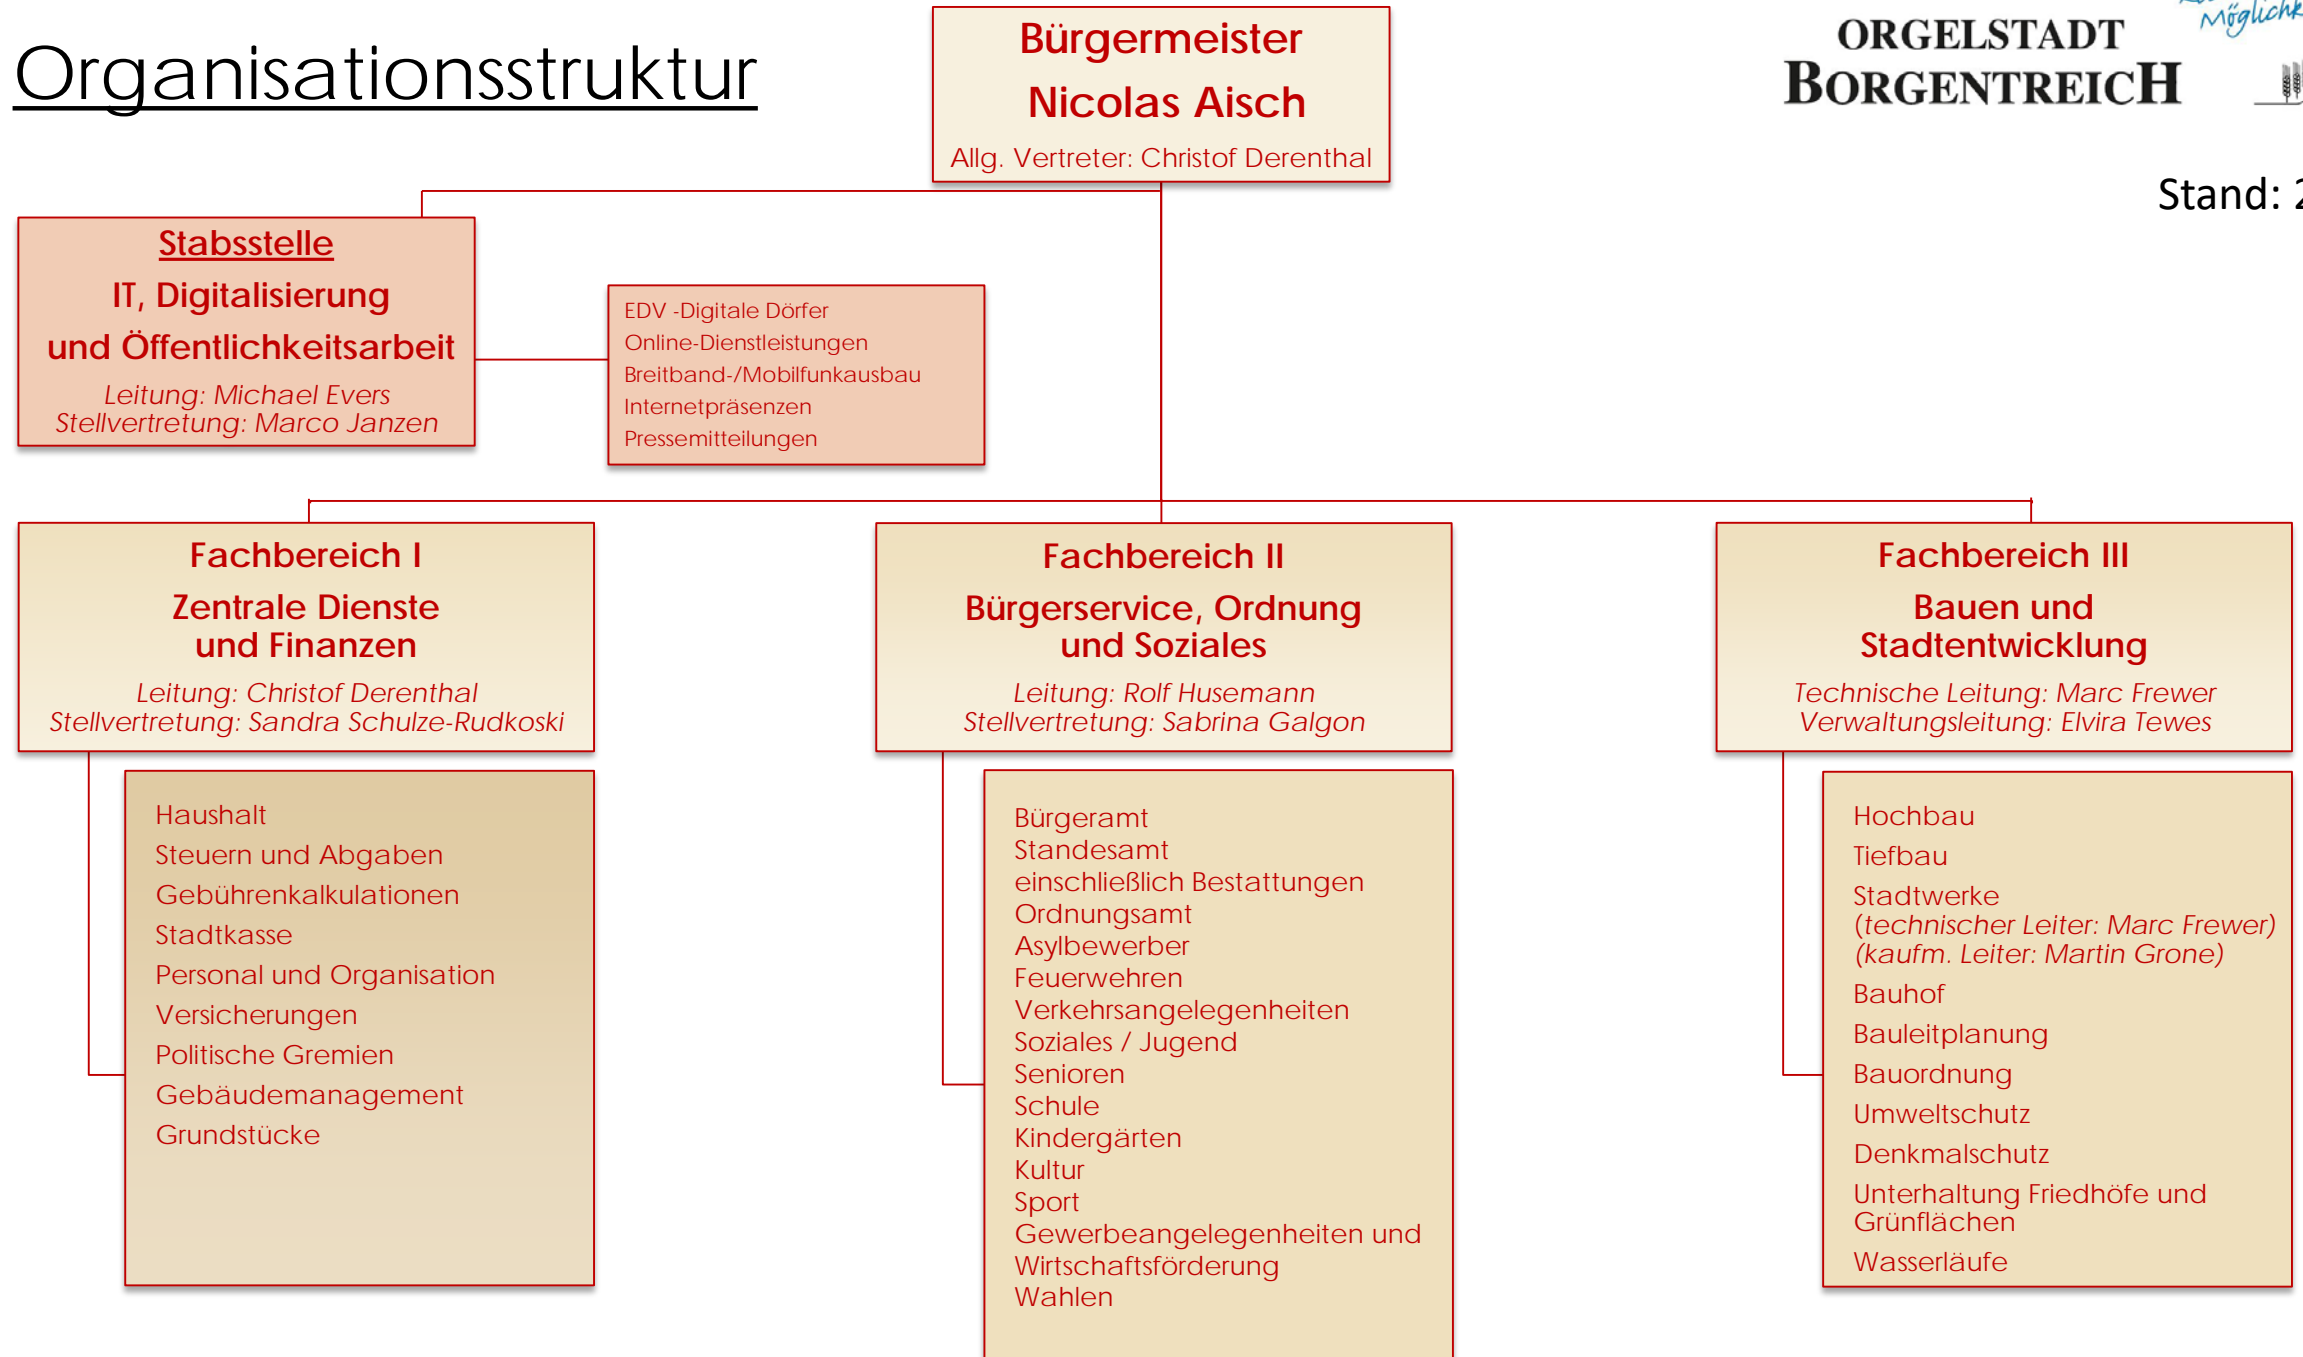 Organisationsstruktur
Bürgermeister
Nicolas Aisch
Allg. Vertreter: Christof Derenthal
ORGELSTADT
BORGENTREICH
Stand:
Stabsstelle
IT, Digitalisierung
und Öffentlichkeitsarbeit
Leitung: Michael Evers
Stellvertretung: Marco Janzen
EDV -Digitale Dörfer
Online-Dienstleistungen
Breitband-/Mobilfunkausbau
Internetpräsenzen
Pressemitteilungen
Fachbereich I
Zentrale Dienste
und Finanzen
Leitung: Christof Derenthal
Stellvertretung: Sandra Schulze-Rudkoski
Haushalt
Steuern und Abgaben
Gebührenkalkulationen
Stadtkasse
Personal und Organisation
Versicherungen
Politische Gremien
Gebäudemanagement
Grundstücke
Fachbereich II
Bürgerservice, Ordnung
und Soziales
Leitung: Rolf Husemann
Stellvertretung: Sabrina Galgon
Bürgeramt
Standesamt
einschließlich Bestattungen
Ordnungsamt
Asylbewerber
Feuerwehren
Verkehrsangelegenheiten
Soziales / Jugend
Senioren
Schule
Kindergärten
Kultur
Sport
Gewerbeangelegenheiten und
Wirtschaftsförderung
Wahlen
Fachbereich III
Bauen und
Stadtentwicklung
Technische Leitung: Marc Frewer
Verwaltungsleitung: Elvira Tewes
Hochbau
Tiefbau
Stadtwerke
(technischer Leiter: Marc Frewer)
(kaufm. Leiter: Martin Grone)
Bauhof
Bauleitplanung
Bauordnung
Umweltschutz
Denkmalschutz
Unterhaltung Friedhöfe und
Grünflächen
Wasserläufe